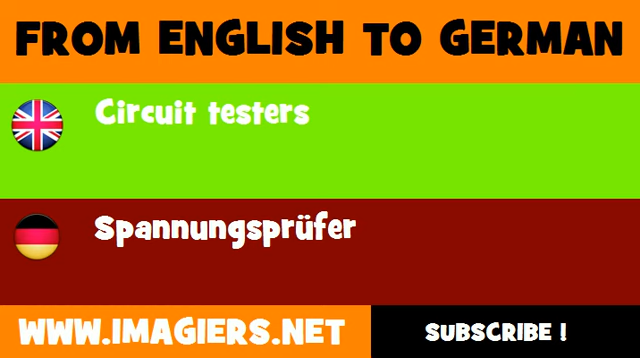 FROM ENGLISH TO GERMAN
Circuit testers
Spannungsprüfer
WWW.IMAGIERS.NET
SUBSCRIBE !